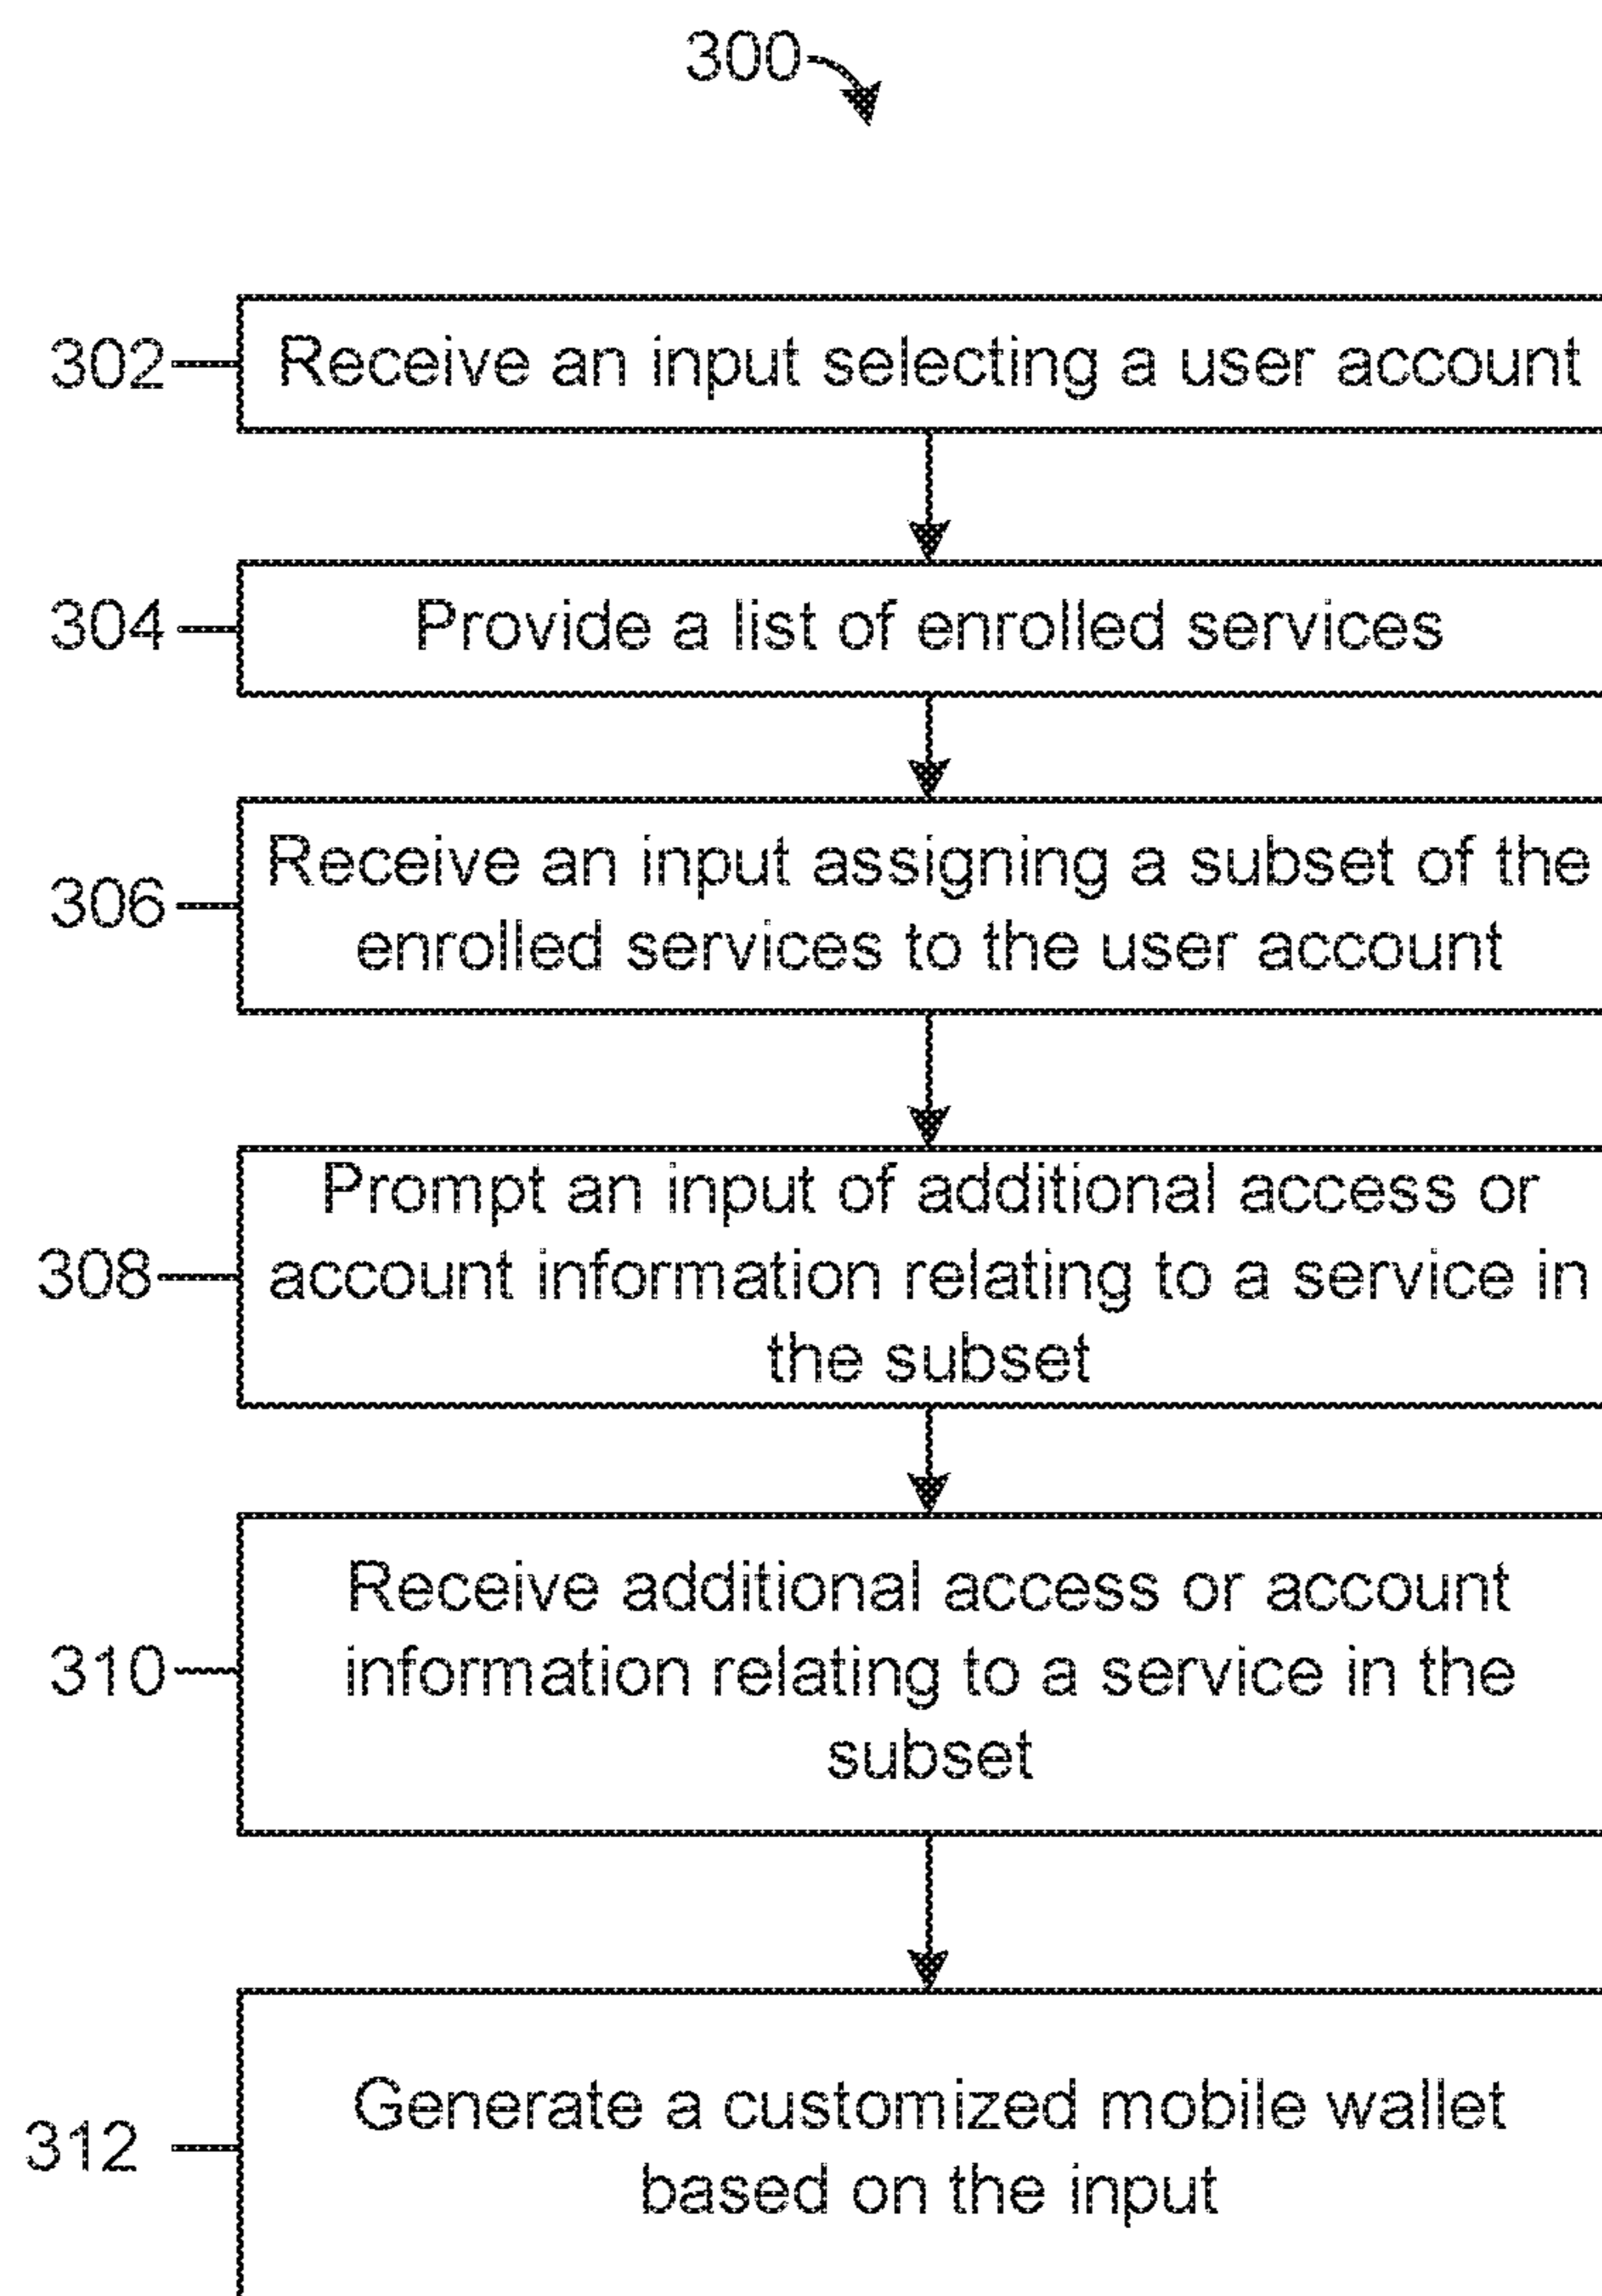 300
302
Receive an input selecting a user account
304
Provide a list of enrolled services
306
Receive an input assigning a subset of the
enrolled services to the user account
308
Prompt an input of additional access or
account information relating to a service in
the subset
310
Receive additional access or account
information relating to a service in the
subset
312
Generate a customized mobile wallet
based on the input